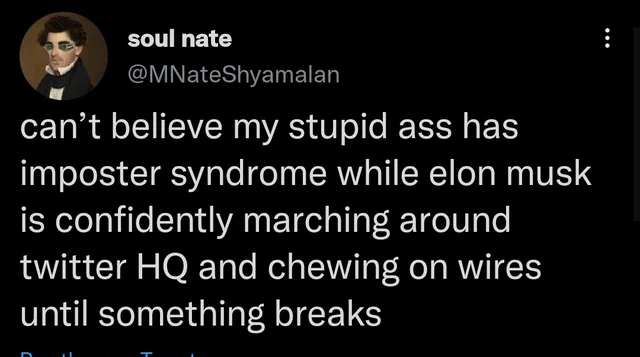 soul nate
@MNateShyamalan
can't believe my stupid ass has
imposter syndrome while elon musk
is confidently marching around
twitter HQ and chewing on wires
until something breaks